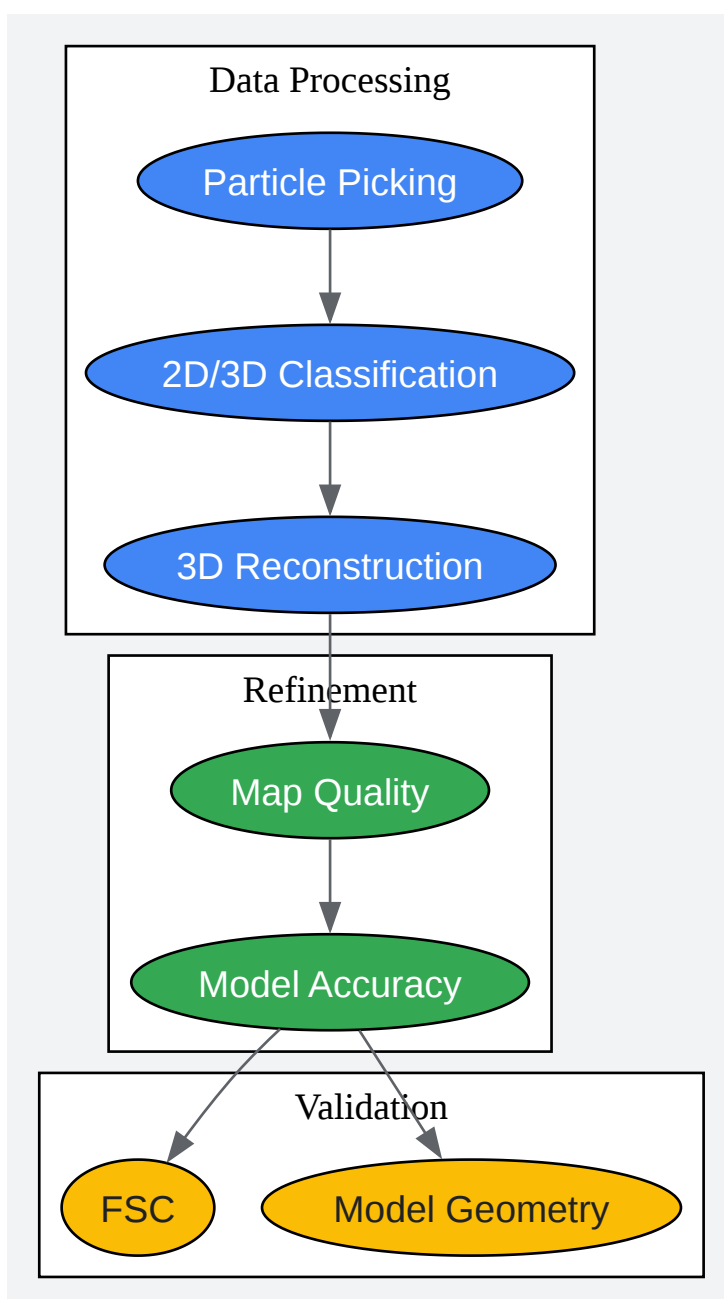 Data Processing
Particle Picking
2D/3D Classification
3D Reconstruction
Refinement
Map Quality
Model Accuracy
Validation
FSC
Model Geometry